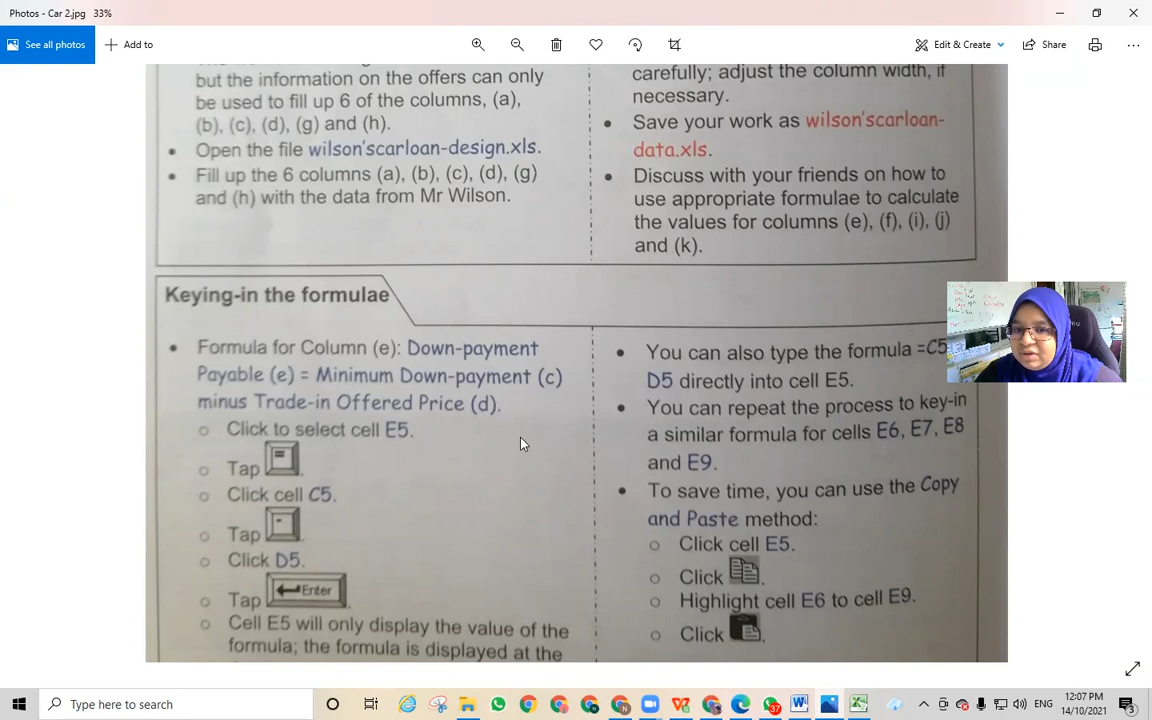 Photos - Car 2.jpg 33%
See all photos
Add to
Edit & Create
Share
but the information on the offers can only
be used to fill up 6 of the columns, (a),
(b), (c), (d), (g) and (h).
• Open the file wilson'scarloan-design.xls.
• Fill up the 6 columns (a), (b), (c), (d), (g)
and (h) with the data from Mr Wilson.
carefully; adjust the column width, if
necessary.
• Save your work as wilson'scarloan-
data.xls.
• Discuss with your friends on how to
use appropriate formulae to calculate
the values for columns (e), (f), (i), (j)
and (k).
Keying-in the formulae
• Formula for Column (e): Down-payment
Payable (e) = Minimum Down-payment (c)
minus Trade-in Offered Price (d).
o Click to select cell E5.
o Tap =.
o Click cell C5.
o Tap -.
o Click D5.
o Tap Enter.
o Cell E5 will only display the value of the
formula; the formula is displayed at the
• You can also type the formula =C5
D5 directly into cell E5.
• You can repeat the process to key-in
a similar formula for cells E6, E7, E8
and E9.
• To save time, you can use the Copy
and Paste method:
o Click cell E5.
o Click
o Highlight cell E6 to cell E9.
o Click
Type here to search
37
ENG
12:07 PM
14/10/2021
3